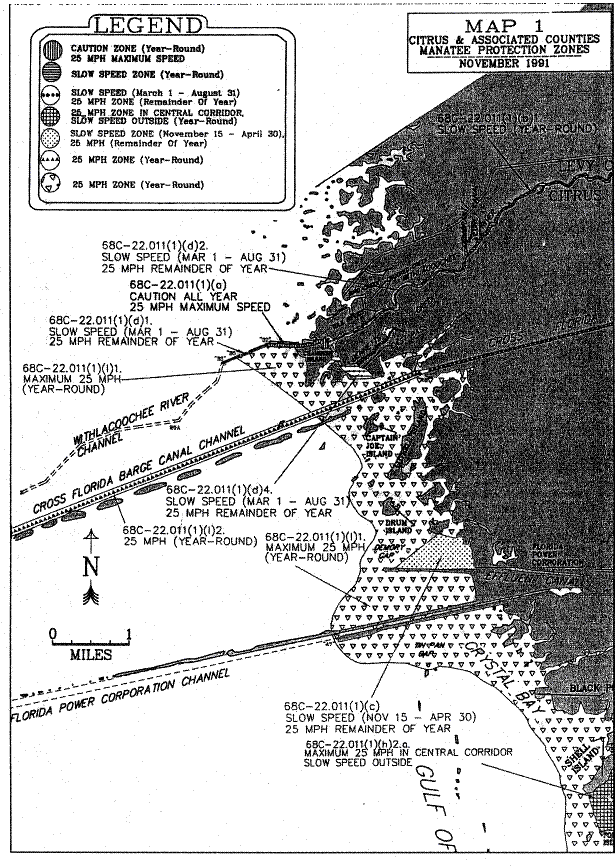 LEGEND
CAUTION ZONE (Year-Round)
25 MPH MAXIMUM SPEED
SLOW SPEED ZONE (Year-Round)
SLOW SPEED (March 1 - August 31)
25 MPH ZONE (Remainder Of Year)
25 MPH ZONE IN CENTRAL CORRIDOR,
SLOW SPEED OUTSIDE (Year-Round)
SLOW SPEED ZONE (November 15 - April 30),
25 MPH (Remainder Of Year)
25 MPH ZONE (Year-Round)
25 MPH ZONE (Year-Round)
MAP 1
CITRUS & ASSOCIATED COUNTIES
MANATEE PROTECTION ZONES
NOVEMBER 1991
SLOW SPEED (YEAR-ROUND)
LEVY
CITRUS
68C-22.011(1)(d)2.
SLOW SPEED (MAR 1 - AUG 31)
25 MPH REMAINDER OF YEAR
68C-22.011(1)(a)
CAUTION ALL YEAR
25 MPH MAXIMUM SPEED
68C-22.011(1)(d)1.
SLOW SPEED (MAR 1 - AUG 31)
25 MPH REMAINDER OF YEAR
68C-22.011(1)(i)1.
MAXIMUM 25 MPH
(YEAR-ROUND)
CROSS
WITHLACOOCHEE RIVER
CHANNEL
CROSS FLORIDA BARGE CANAL CHANNEL
CAPTAIN
JOE
ISLAND
68C-22.011(1)(d)4.
SLOW SPEED (MAR 1 - AUG 31)
25 MPH REMAINDER OF YEAR
68C-22.011(1)(i)2.
25 MPH (YEAR-ROUND)
DRUM
ISLAND
68C-22.011(1)(i)1.
MAXIMUM 25 MPH
(YEAR-ROUND)
DEMORY
GAP
FLORIDA
POWER
CORPORATION
EFFLUENT CANAL
N
0 1
MILES
FLORIDA POWER CORPORATION CHANNEL
GAP
CRYSTAL BAY
BLACK P
68C-22.011(1)(c)
SLOW SPEED (NOV 15 - APR 30)
25 MPH REMAINDER OF YEAR
68C-22.011(1)(h)2.a.
MAXIMUM 25 MPH IN CENTRAL CORRIDOR
SLOW SPEED OUTSIDE
SHELL
ISLAND
GULF OF